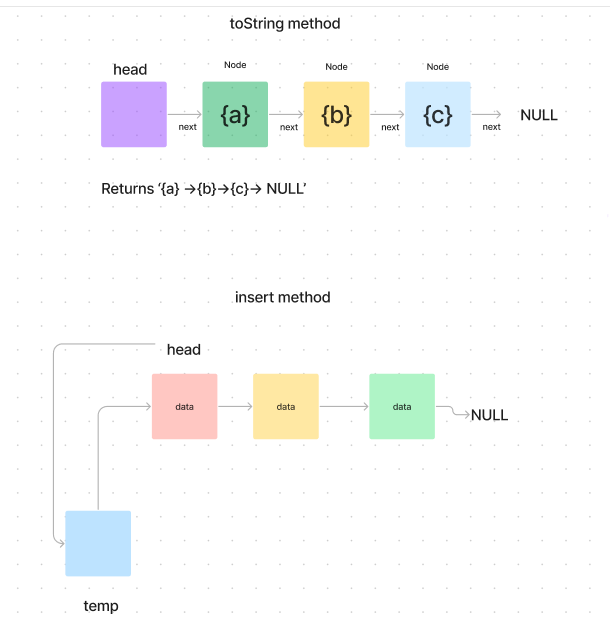 toString method
head
Node
Node
Node
{a}
{b}
{c}
next
next
next
next
NULL
Returns ‘{a} →{b}→{c}→ NULL’
insert method
head
data
data
data
NULL
temp